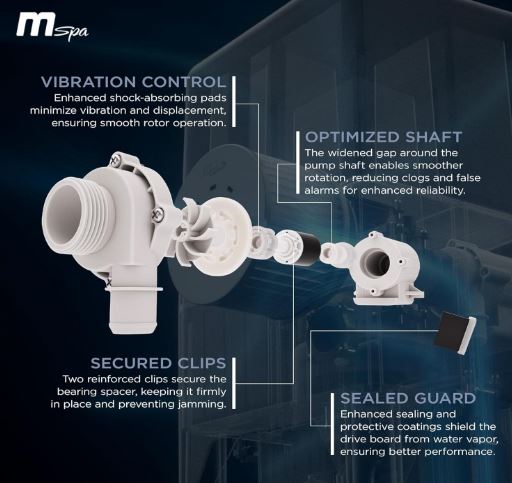 MSpa
VIBRATION CONTROL
Enhanced shock-absorbing pads
minimize vibration and displacement,
ensuring smooth rotor operation.
OPTIMIZED SHAFT
The widened gap around the
pump shaft enables smoother
rotation, reducing clogs and false
alarms for enhanced reliability.
SECURED CLIPS
Two reinforced clips secure the
bearing spacer, keeping it firmly
in place and preventing jamming.
SEALED GUARD
Enhanced sealing and
protective coatings shield the
drive board from water vapor,
ensuring better performance.